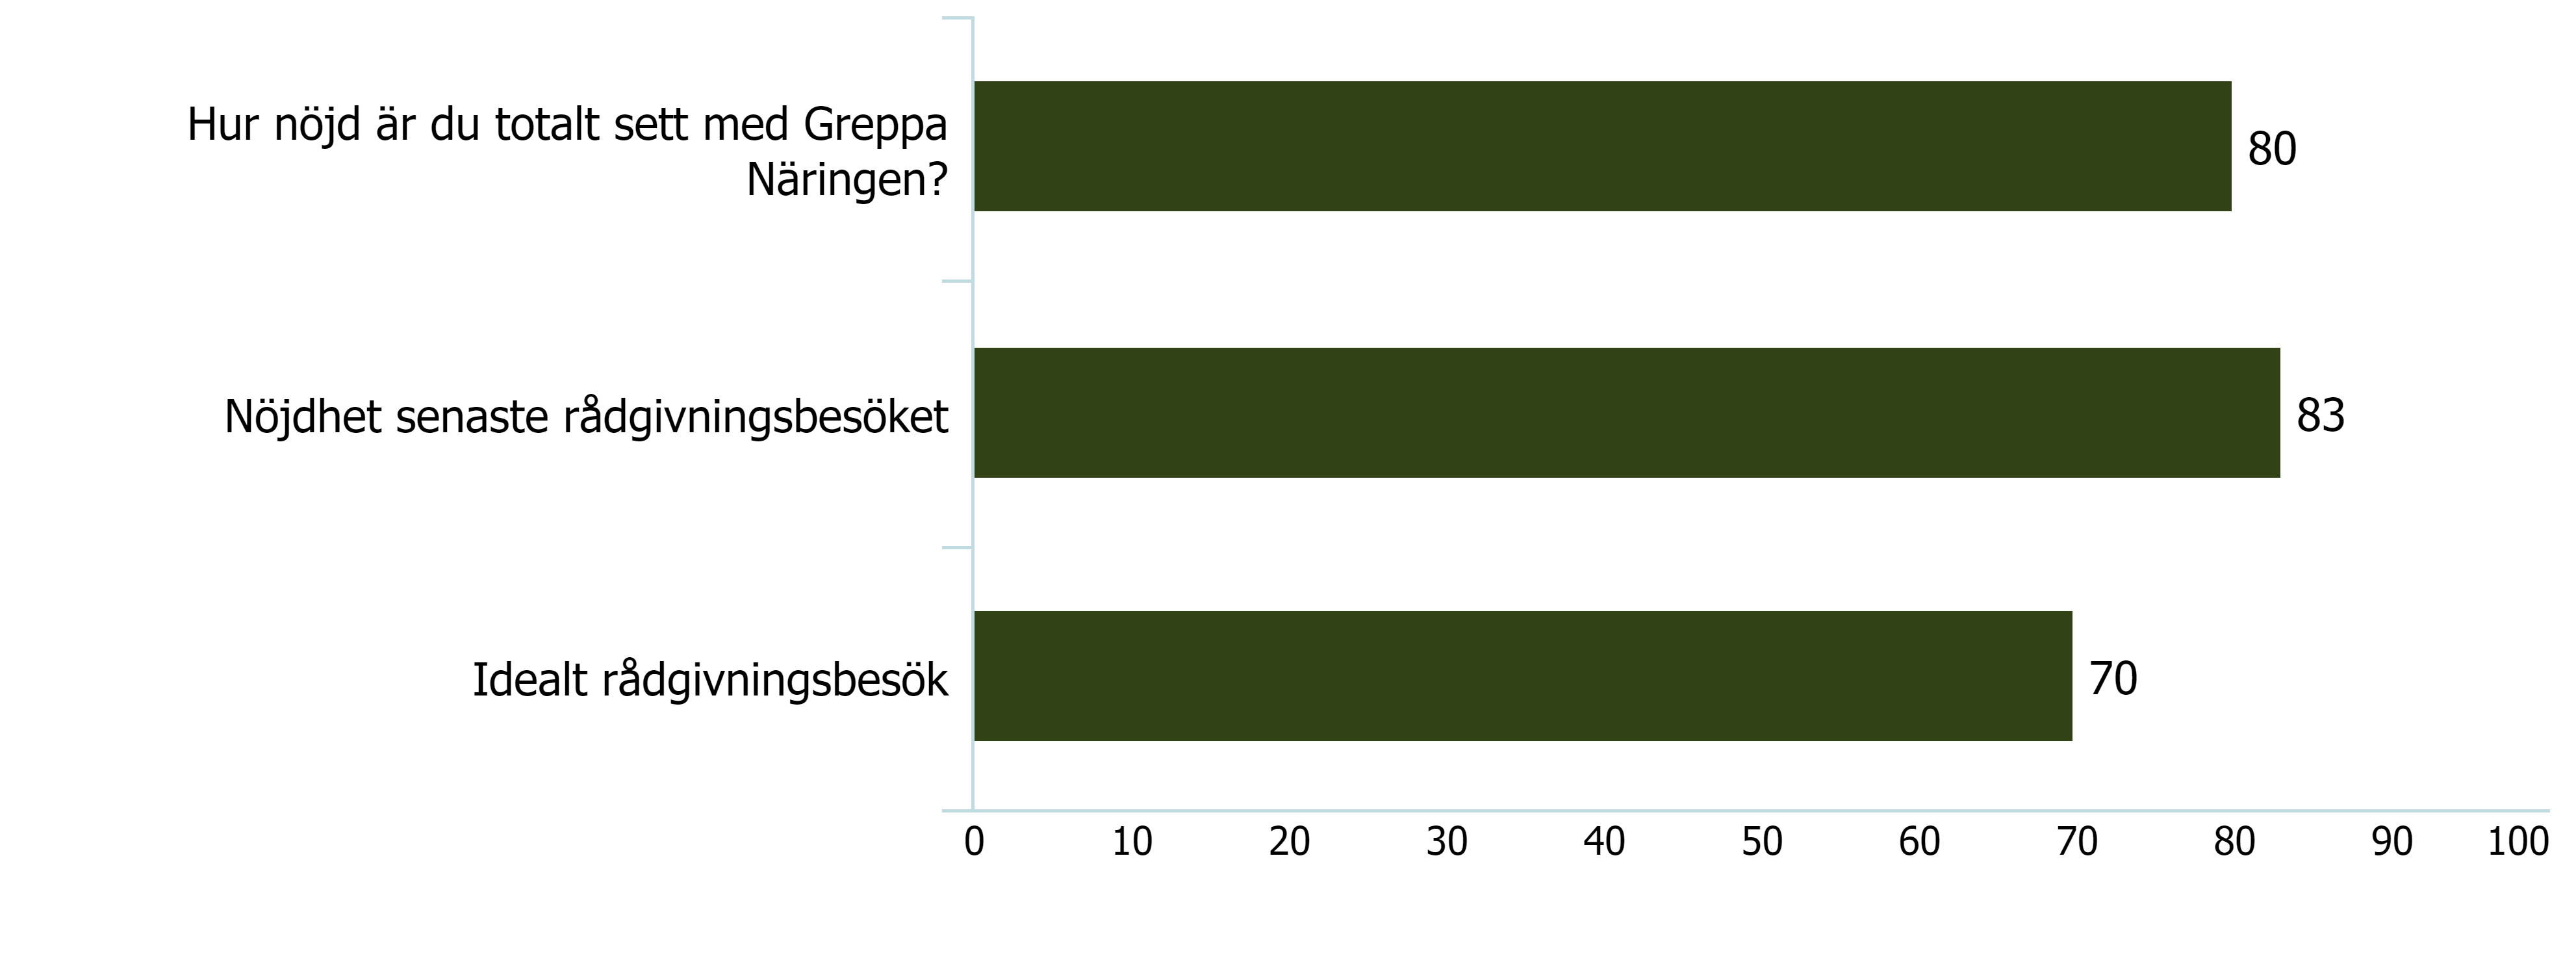 Hur nöjd är du totalt sett med Greppa
Näringen?
80
Nöjdhet senaste rådgivningsbesöket
83
Idealt rådgivningsbesök
70
0 10 20 30 40 50 60 70 80 90 100